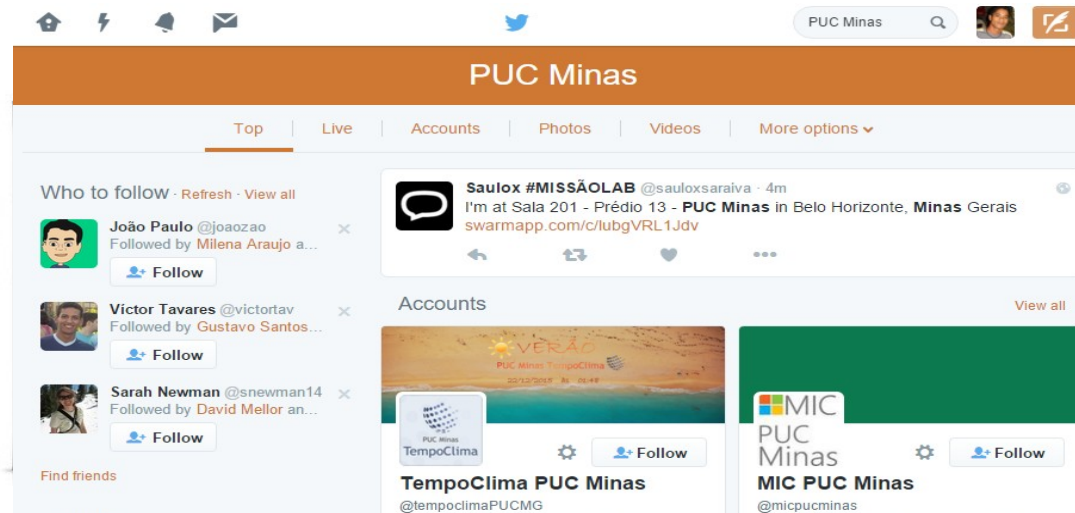 PUC Minas
PUC Minas
Top
Live
Accounts
Photos
Videos
More options
Who to follow · Refresh · View all
João Paulo @joaozao
Followed by Milena Araujo a...
Follow
Víctor Tavares @victortav
Followed by Gustavo Santos...
Follow
Sarah Newman @snewman14
Followed by David Mellor an...
Follow
Find friends
Saulox #MISSÃOLAB @sauloxsaraiva · 4m
I'm at Sala 201 - Prédio 13 - PUC Minas in Belo Horizonte, Minas Gerais
swarmapp.com/c/lubgVRL1Jdv
Accounts
View all
VERÃO
PUC Minas TempoClima
PUC Minas
TempoClima
Follow
TempoClima PUC Minas
@tempoclimaPUCMG
MIC
PUC
Minas
Follow
MIC PUC Minas
@micpucminas